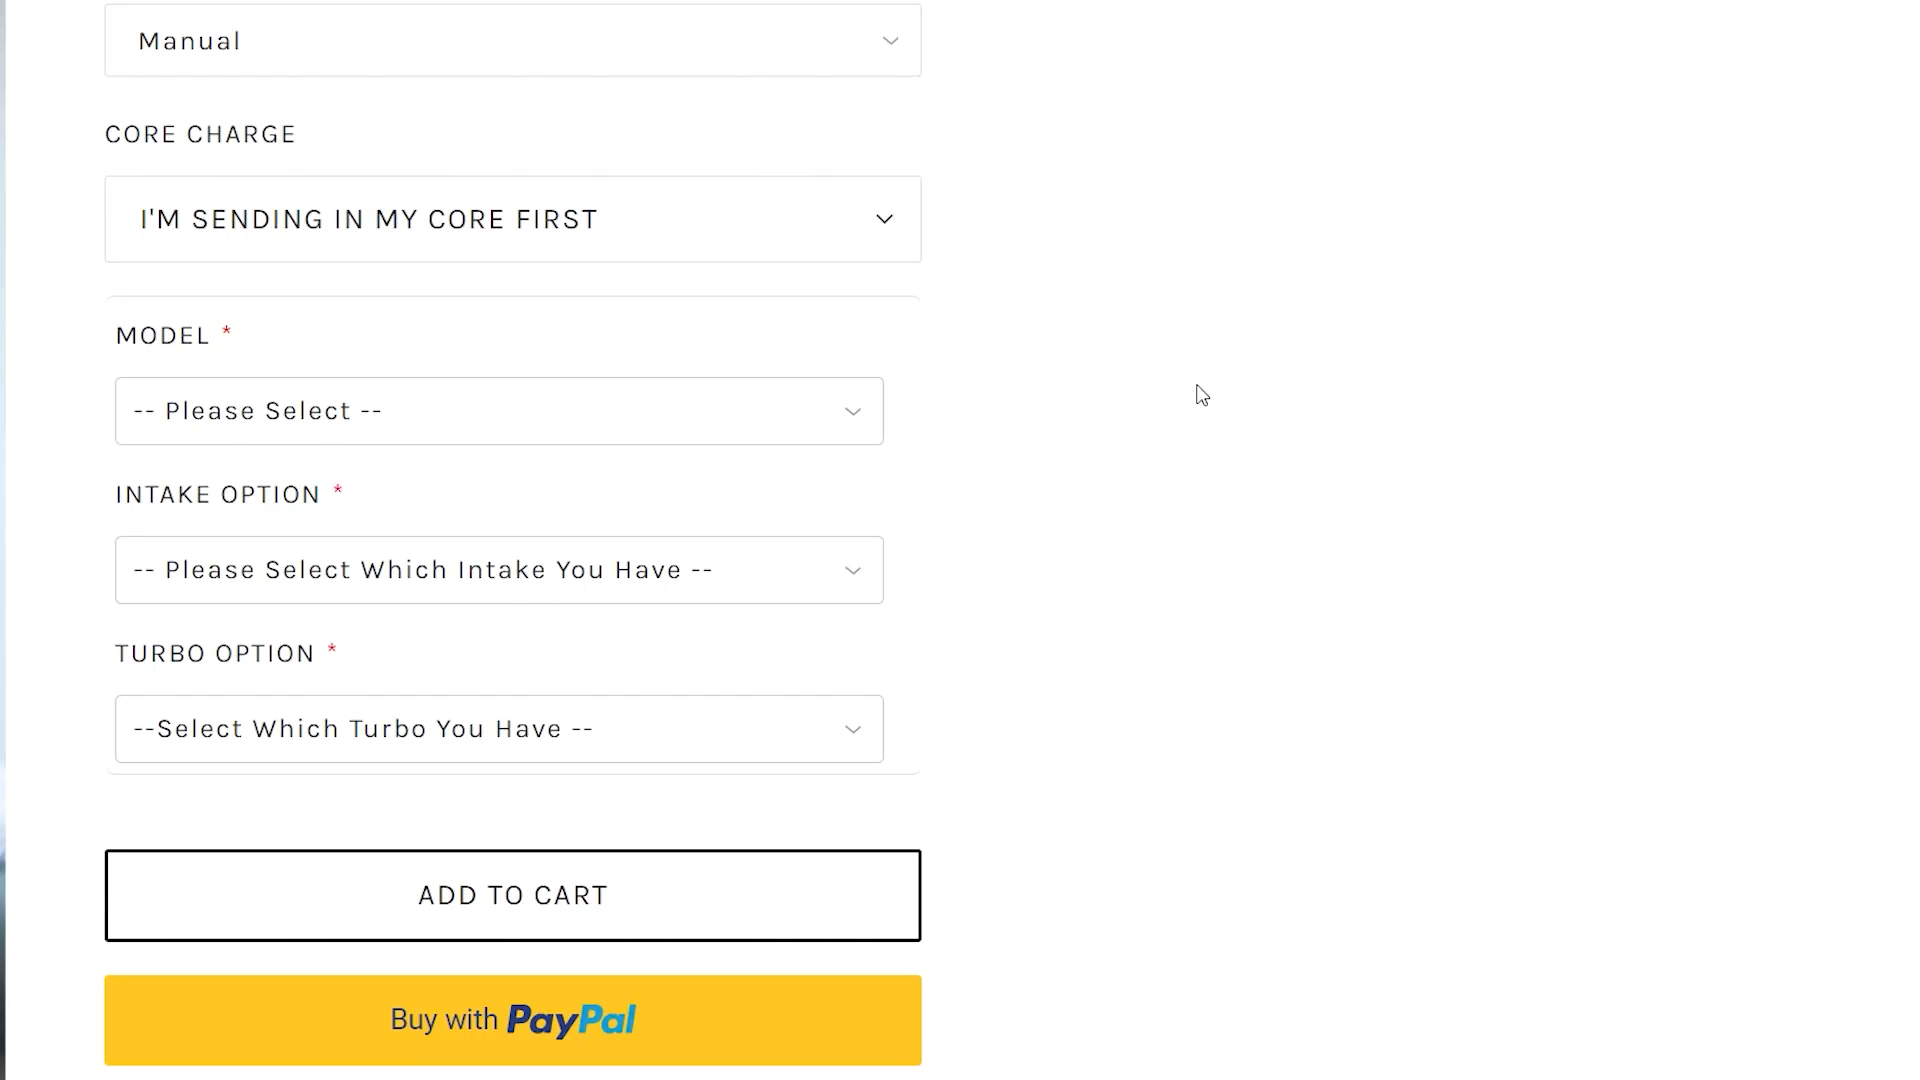 Manual
CORE CHARGE
I'M SENDING IN MY CORE FIRST
MODEL *
-- Please Select --
INTAKE OPTION *
-- Please Select Which Intake You Have --
TURBO OPTION *
--Select Which Turbo You Have --
ADD TO CART
Buy with PayPal